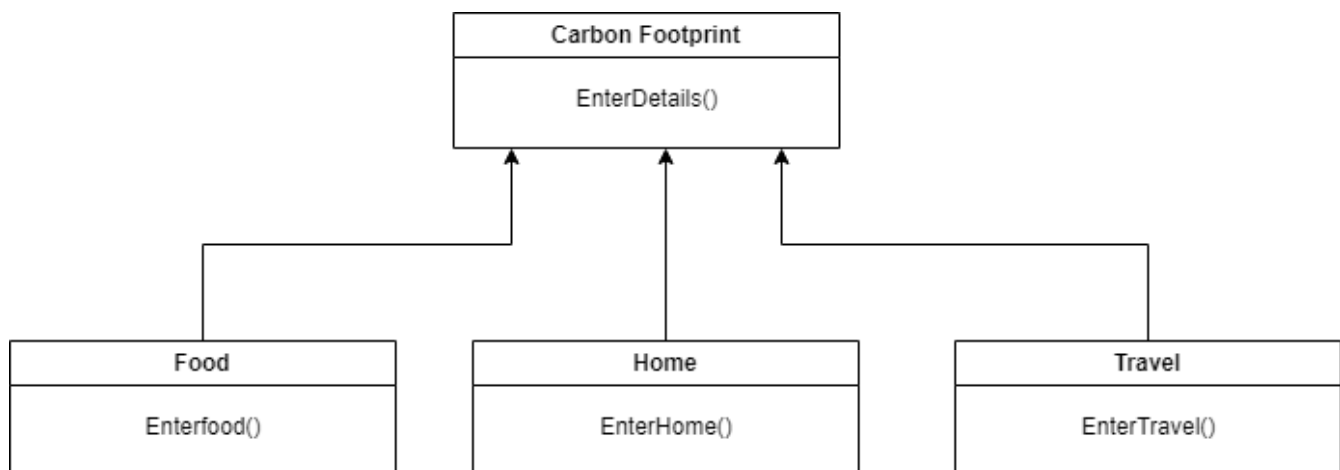 Carbon Footprint
EnterDetails()
Food
Home
Travel
Enterfood()
EnterHome()
EnterTravel()